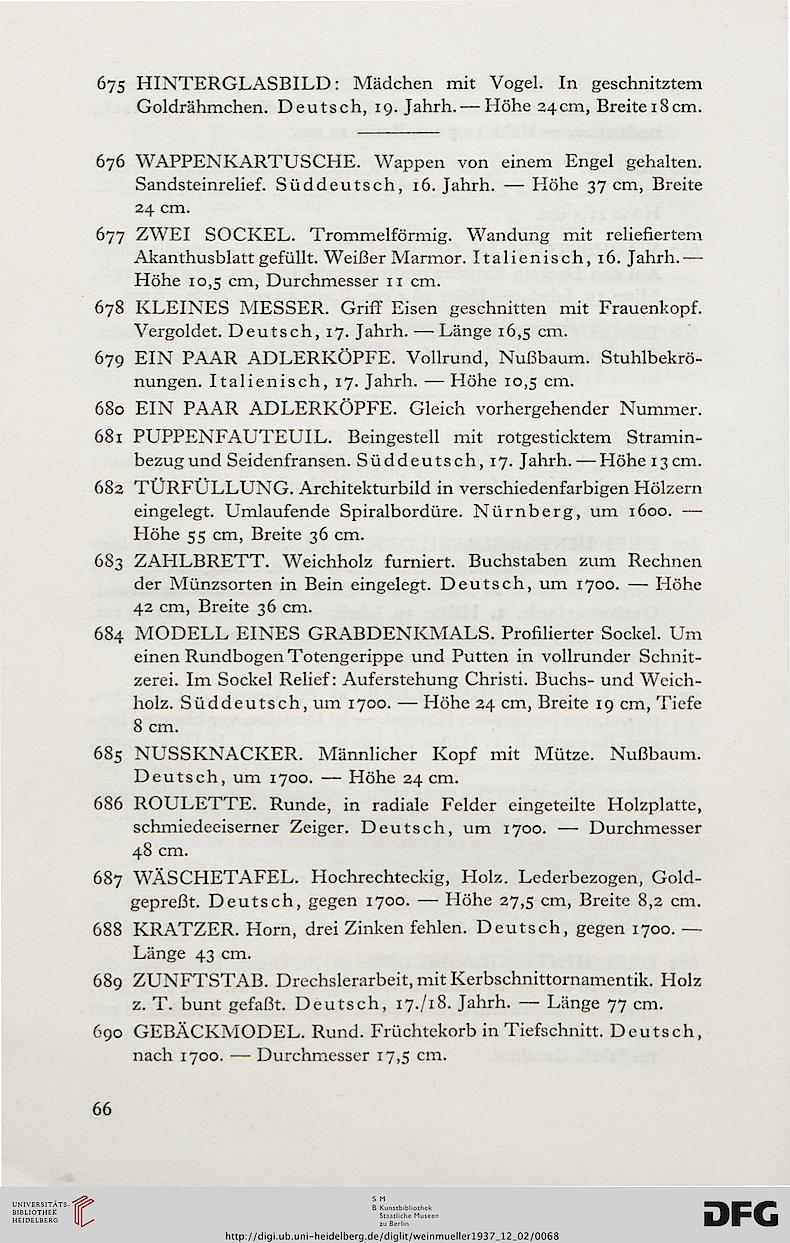 675 HINTERGLASBILD: Mädchen mit Vogel. In geschnitztem
Goldrähmchen. Deutsch, 19. Jahrh. — Höhe 24 cm, Breite 18 cm.
676 WAPPENKARTUSCHE. Wappen von einem Engel gehalten.
Sandsteinrelief. Süddeutsch, 16. Jahrh. — Höhe 37 cm, Breite
24 cm.
677 ZWEI SOCKEL. Trommelförmig. Wandung mit reliefiertem
Akanthusblatt gefüllt. Weißer Marmor. Italienisch, 16. Jahrh. —
Höhe 10,5 cm, Durchmesser 11 cm.
678 KLEINES MESSER. Griff Eisen geschnitten mit Frauenkopf.
Vergoldet. Deutsch, 17. Jahrh. — Länge 16,5 cm.
679 EIN PAAR ADLERKÖPFE. Vollrund, Nußbaum. Stuhlbekrö-
nungen. Italienisch, 17. Jahrh. — Höhe 10,5 cm.
680 EIN PAAR ADLERKÖPFE. Gleich vorhergehender Nummer.
681 PUPPENFAUTEUIL. Beingestell mit rotgesticktem Stramin-
bezug und Seidenfransen. Süddeutsch, 17. Jahrh. — Höhe 13 cm.
682 TÜRFÜLLUNG. Architekturbild in verschiedenfarbigen Hölzern
eingelegt. Umlaufende Spiralbordüre. Nürnberg, um 1600. —
Höhe 55 cm, Breite 36 cm.
683 ZAHLBRETT. Weichholz furniert. Buchstaben zum Rechnen
der Münzsorten in Bein eingelegt. Deutsch, um 1700. — Höhe
42 cm, Breite 36 cm.
684 MODELL EINES GRABDENKMALS. Profilierter Sockel. Um
einen Rundbogen Totengerippe und Putten in vollrunder Schnit-
zerei. Im Sockel Relief: Auferstehung Christi. Buchs- und Weich-
holz. Süddeutsch, um 1700. — Höhe 24 cm, Breite 19 cm, Tiefe
8 cm.
685 NUSSKNACKER. Männlicher Kopf mit Mütze. Nußbaum.
Deutsch, um 1700. — Höhe 24 cm.
686 ROULETTE. Runde, in radiale Felder eingeteilte Holzplatte,
schmiedeeiserner Zeiger. Deutsch, um 1700. — Durchmesser
48 cm.
687 WÄSCHETAFEL. Hochrechteckig, Holz. Lederbezogen, Gold-
gepreßt. Deutsch, gegen 1700. — Höhe 27,5 cm, Breite 8,2 cm.
688 KRATZER. Horn, drei Zinken fehlen. Deutsch, gegen 1700. —
Länge 43 cm.
689 ZUNFTSTAB. Drechslerarbeit, mit Kerbschnittornamentik. Holz
z. T. bunt gefaßt. Deutsch, 17./18. Jahrh. — Länge 77 cm.
690 GEBÄCKMODEL. Rund. Früchtekorb in Tiefschnitt. Deutsch,
nach 1700. — Durchmesser 17,5 cm.
66
UNIVERSITÄTS-
BIBLIOTHEK
HEIDELBERG
S M
B Kunstbibliothek
Staatliche Museen
zu Berlin
DFG
http://digi.ub.uni-heidelberg.de/diglit/weinmueller1937_12_02/0068